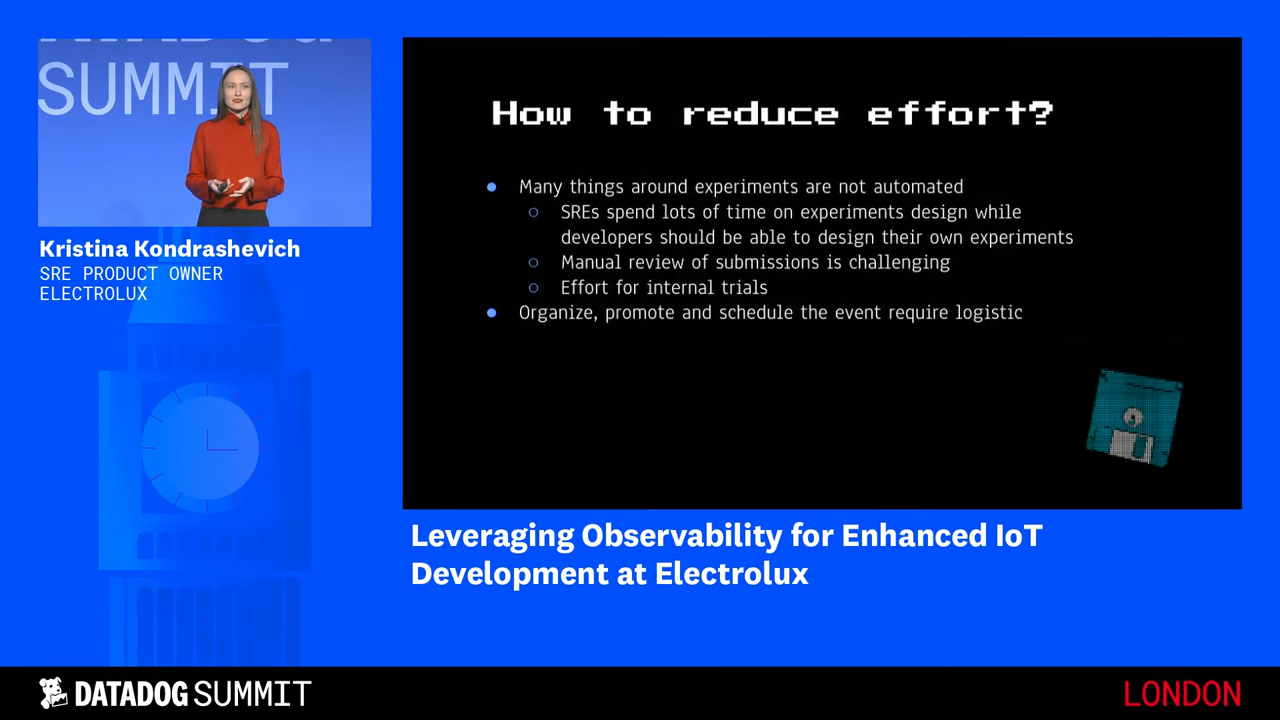 SUMMIT
Kristina Kondrashevich
SRE PRODUCT OWNER
ELECTROLUX
How to reduce effort?
Many things around experiments are not automated
SREs spend lots of time on experiments design while
developers should be able to design their own experiments
Manual review of submissions is challenging
Effort for internal trials
Organize, promote and schedule the event require logistic
Leveraging Observability for Enhanced IoT
Development at Electrolux
DATADOG SUMMIT
LONDON